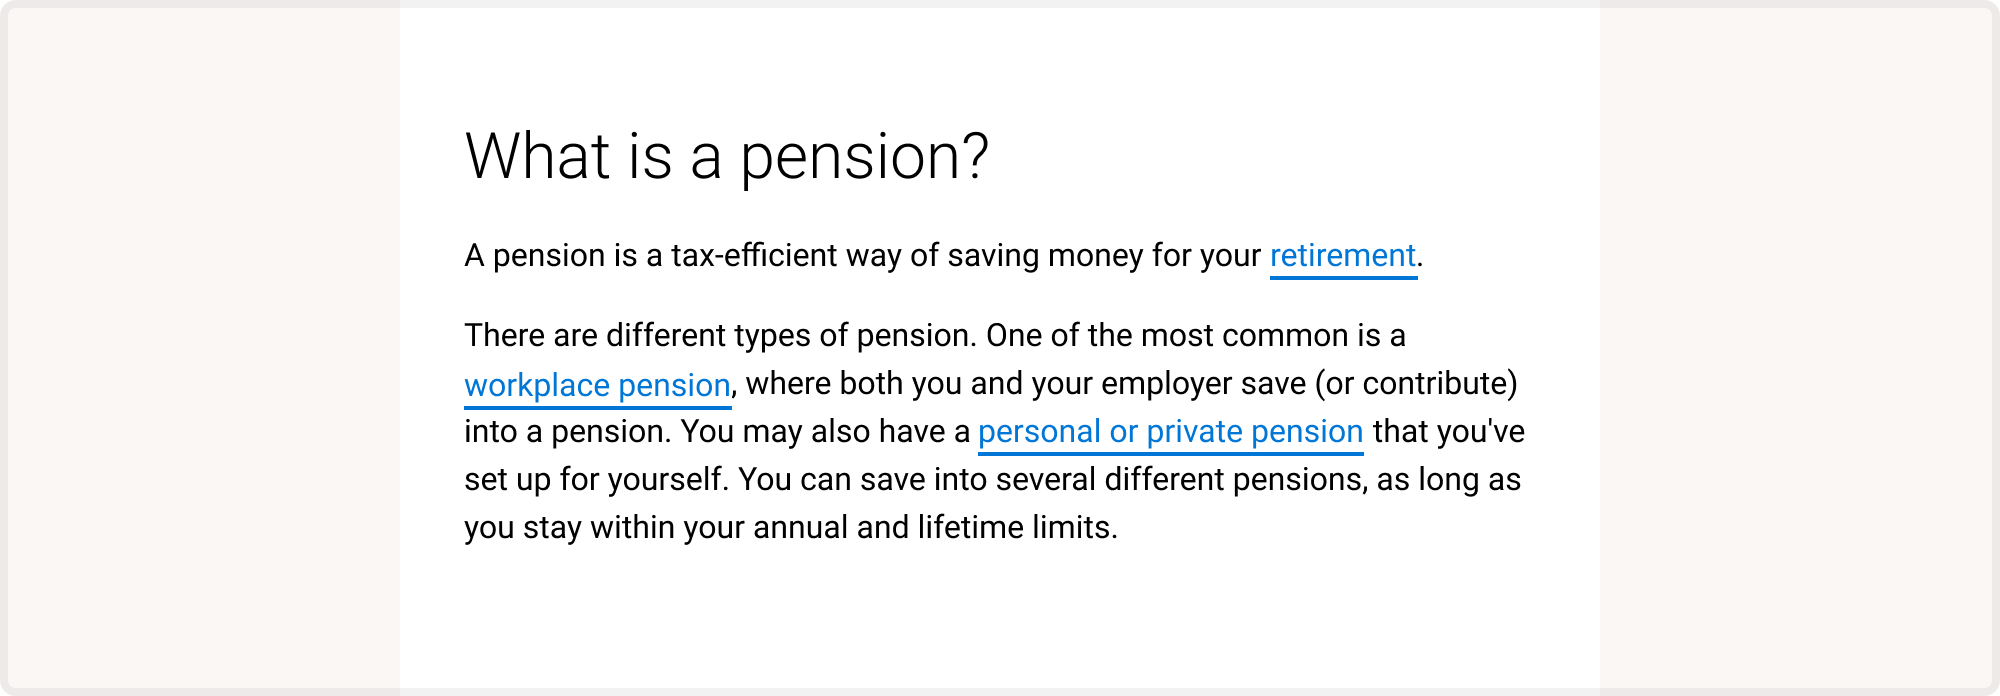 What is a pension?
A pension is a tax-efficient way of saving money for your retirement.
There are different types of pension. One of the most common is a
workplace pension, where both you and your employer save (or contribute)
into a pension. You may also have a personal or private pension that you've
set up for yourself. You can save into several different pensions, as long as
you stay within your annual and lifetime limits.